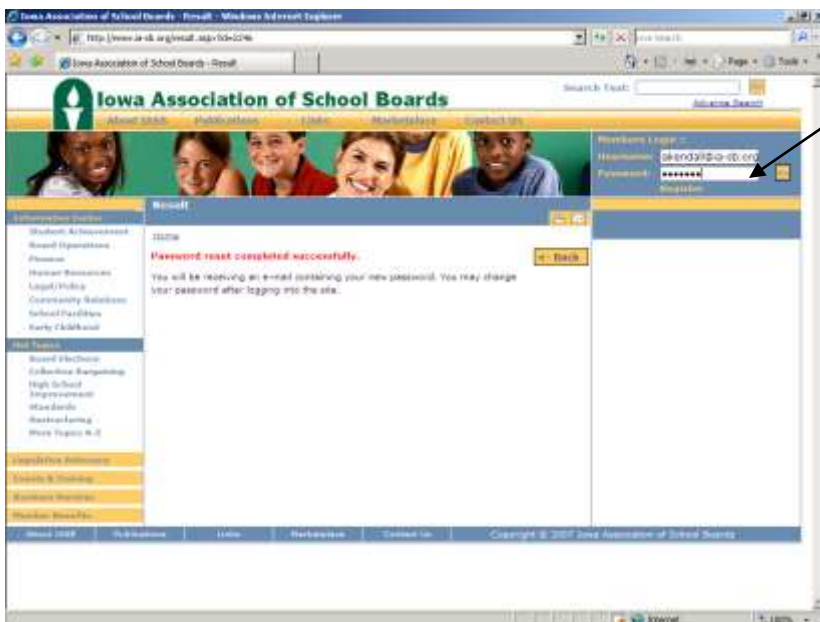 Iowa Association of School Boards - Result - Windows Internet Explorer
Iowa Association of School Boards - Result
Page
Tools
Search Text:
Advance Search
Iowa Association of School Boards
About IASB Publications Links Marketplace Contact Us
Members Login
Username: akendall@ia-sb.org
Password: •••••••
Register
Result
Home
Password reset completed successfully.
Back
You will be receiving an e-mail containing your new password. You may change
your password after logging into the site.
Student Achievement
Board Operations
Finance
Human Resources
Legal/Policy
Community Relations
School Facilities
Early Childhood
Hot Topics
Board Elections
Collective Bargaining
High School
Improvement
Standards
Restructuring
More Topics A-Z
Legislative Advocacy
Events & Training
Business Services
Member Benefits
About IASB Publications Links Marketplace Contact Us Copyright © 2007 Iowa Association of School Boards
Internet
100%